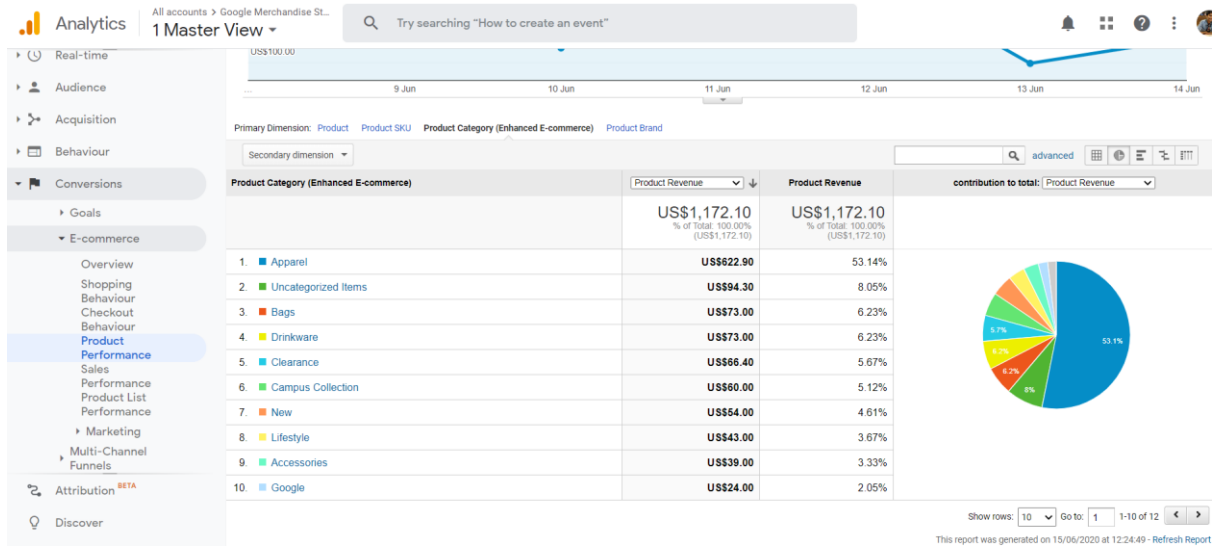 Analytics
All accounts > Google Merchandise St...
1 Master View
Try searching "How to create an event"
Real-time
Audience
Acquisition
Behaviour
Conversions
Goals
E-commerce
Overview
Shopping
Behaviour
Checkout
Behaviour
Product
Performance
Sales
Performance
Product List
Performance
Marketing
Multi-Channel
Funnels
Attribution BETA
Discover
US$100.00
... 9 Jun 10 Jun 11 Jun 12 Jun 13 Jun 14 Jun
Primary Dimension: Product Product SKU Product Category (Enhanced E-commerce) Product Brand
Secondary dimension advanced
Product Category (Enhanced E-commerce) Product Revenue Product Revenue contribution to total: Product Revenue
US$1,172.10 US$1,172.10
% of Total: 100.00% % of Total: 100.00%
(US$1,172.10) (US$1,172.10)
1. Apparel US$622.90 53.14%
2. Uncategorized Items US$94.30 8.05%
3. Bags US$73.00 6.23%
4. Drinkware US$73.00 6.23%
5. Clearance US$66.40 5.67%
6. Campus Collection US$60.00 5.12%
7. New US$54.00 4.61%
8. Lifestyle US$43.00 3.67%
9. Accessories US$39.00 3.33%
10. Google US$24.00 2.05%
53.1%
8%
6.2%
6.2%
5.7%
Show rows: 10 Go to: 1 1-10 of 12
This report was generated on 15/06/2020 at 12:24:49 - Refresh Report